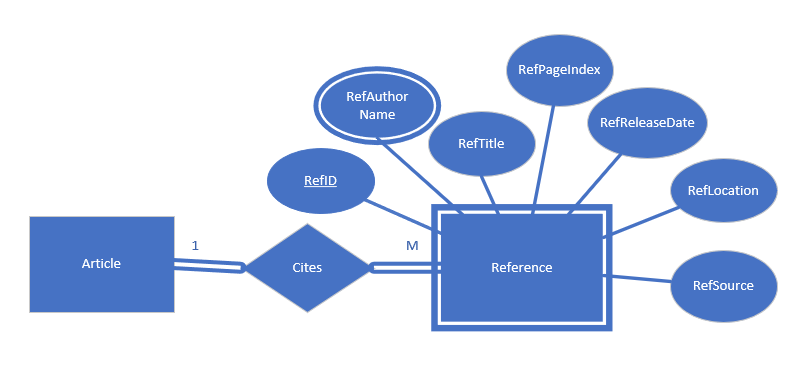 RefPageIndex
RefAuthor
Name
RefReleaseDate
RefTitle
RefID
RefLocation
1
M
Article
Cites
Reference
RefSource